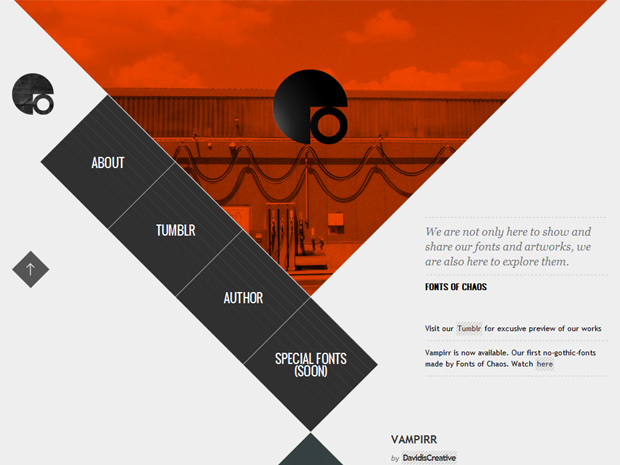 ABOUT
TUMBLR
AUTHOR
SPECIAL FONTS
(SOON)
We are not only here to show and
share our fonts and artworks, we
are also here to explore them.
FONTS OF CHAOS
Visit our Tumblr for excusive preview of our works
Vampirr is now available. Our first no-gothic-fonts
made by Fonts of Chaos. Watch here
VAMPIRR
by DavidisCreative